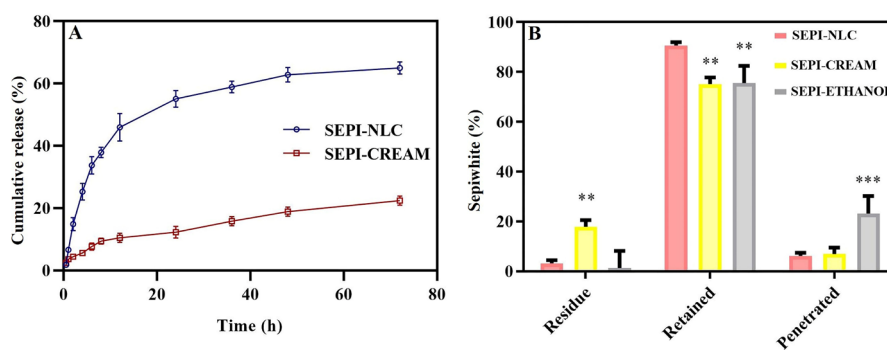 A
80
60
40
20
0
0
20
40
60
80
Cumulative release (%)
Time (h)
SEPI-NLC
SEPI-CREAM
B
100
80
60
40
20
0
Sepiwhite (%)
SEPI-NLC
SEPI-CREAM
SEPI-ETHANOL
**
**
**
***
Residue
Retained
Penetrated